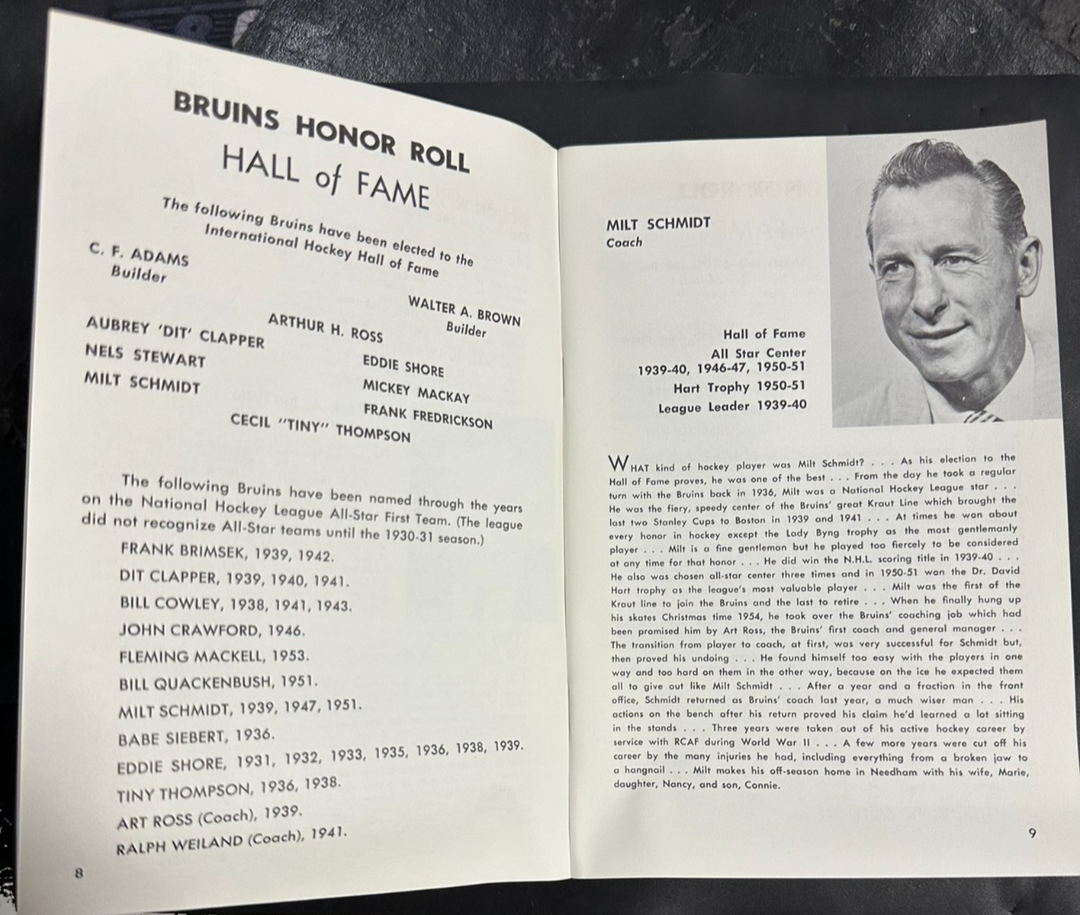 BRUINS HONOR ROLL
HALL of FAME
The following Bruins have been elected to the
International Hockey Hall of Fame
C. F. ADAMS
Builder
WALTER A. BROWN
Builder
ARTHUR H. ROSS
AUBREY 'DIT' CLAPPER
EDDIE SHORE
NELS STEWART
MICKEY MACKAY
MILT SCHMIDT
FRANK FREDRICKSON
CECIL "TINY" THOMPSON
The following Bruins have been named through the years
on the National Hockey League All-Star First Team. (The league
did not recognize All-Star teams until the 1930-31 season.)
FRANK BRIMSEK, 1939, 1942.
DIT CLAPPER, 1939, 1940, 1941.
BILL COWLEY, 1938, 1941, 1943.
JOHN CRAWFORD, 1946.
FLEMING MACKELL, 1953.
BILL QUACKENBUSH, 1951.
MILT SCHMIDT, 1939, 1947, 1951.
BABE SIEBERT, 1936.
EDDIE SHORE, 1931, 1932, 1933, 1935, 1936, 1938, 1939.
TINY THOMPSON, 1936, 1938.
ART ROSS (Coach), 1939.
RALPH WEILAND (Coach), 1941.
8
MILT SCHMIDT
Coach
Hall of Fame
All Star Center
1939-40, 1946-47, 1950-51
Hart Trophy 1950-51
League Leader 1939-40
WHAT kind of hockey player was Milt Schmidt? . . . As his election to the
Hall of Fame proves, he was one of the best . . . From the day he took a regular
turn with the Bruins back in 1936, Milt was a National Hockey League star . . .
He was the fiery, speedy center of the Bruins' great Kraut Line which brought the
last two Stanley Cups to Boston in 1939 and 1941 . . . At times he won about
every honor in hockey except the Lady Byng trophy as the most gentlemanly
player . . . Milt is a fine gentleman but he played too fiercely to be considered
at any time for that honor . . . He did win the N.H.L. scoring title in 1939-40 . . .
He also was chosen all-star center three times and in 1950-51 won the Dr. David
Hart trophy as the league's most valuable player . . . Milt was the first of the
Kraut line to join the Bruins and the last to retire . . . When he finally hung up
his skates Christmas time 1954, he took over the Bruins' coaching job which had
been promised him by Art Ross, the Bruins' first coach and general manager . . .
The transition from player to coach, at first, was very successful for Schmidt but,
then proved his undoing . . . He found himself too easy with the players in one
way and too hard on them in the other way, because on the ice he expected them
all to give out like Milt Schmidt . . . After a year and a fraction in the front
office, Schmidt returned as Bruins' coach last year, a much wiser man . . . His
actions on the bench after his return proved his claim he'd learned a lot sitting
in the stands . . . Three years were taken out of his active hockey career by
service with RCAF during World War II . . . A few more years were cut off his
career by the many injuries he had, including everything from a broken jaw to
a hangnail . . . Milt makes his off-season home in Needham with his wife, Marie,
daughter, Nancy, and son, Connie.
9